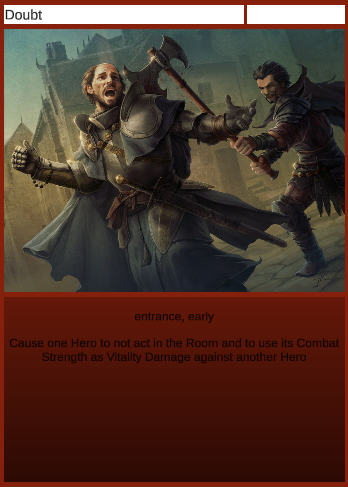 Doubt
entrance, early
Cause one Hero to not act in the Room and to use its Combat
Strength as Vitality Damage against another Hero